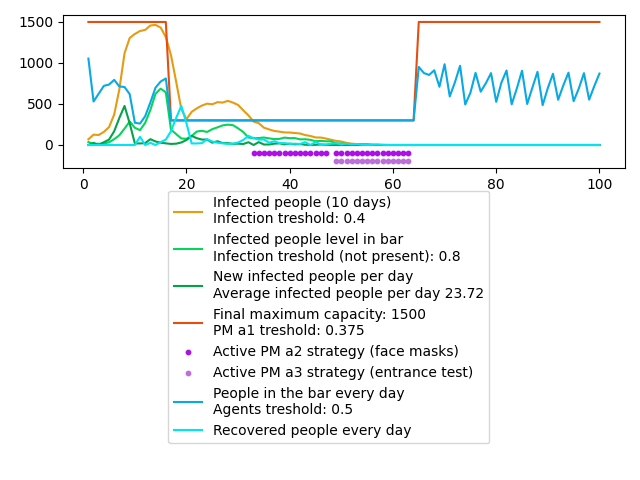 1500
1000
500
0
0 20 40 60 80 100
Infected people (10 days)
Infection treshold: 0.4
Infected people level in bar
Infection treshold (not present): 0.8
New infected people per day
Average infected people per day 23.72
Final maximum capacity: 1500
PM a1 treshold: 0.375
Active PM a2 strategy (face masks)
Active PM a3 strategy (entrance test)
People in the bar every day
Agents treshold: 0.5
Recovered people every day